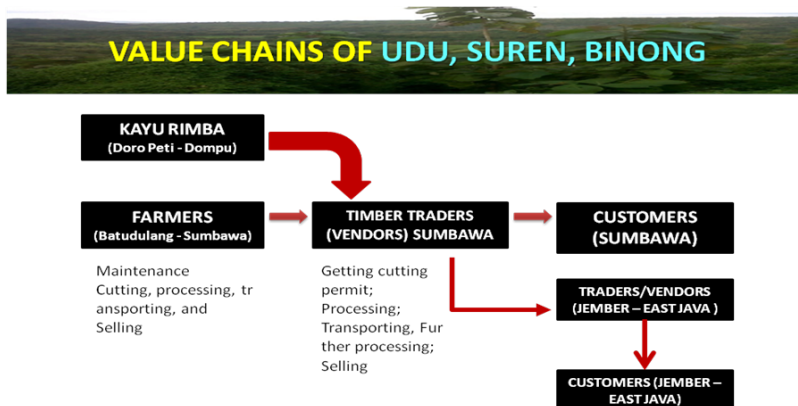 VALUE CHAINS OF UDU, SUREN, BINONG
KAYU RIMBA
(Doro Peti - Dompu)
FARMERS
(Batudulang - Sumbawa)
TIMBER TRADERS
(VENDORS) SUMBAWA
CUSTOMERS
(SUMBAWA)
Maintenance
Cutting, processing, tr
ansporting, and
Selling
Getting cutting
permit;
Processing;
Transporting, Fur
ther processing;
Selling
TRADERS/VENDORS
(JEMBER – EAST JAVA )
CUSTOMERS (JEMBER –
EAST JAVA)